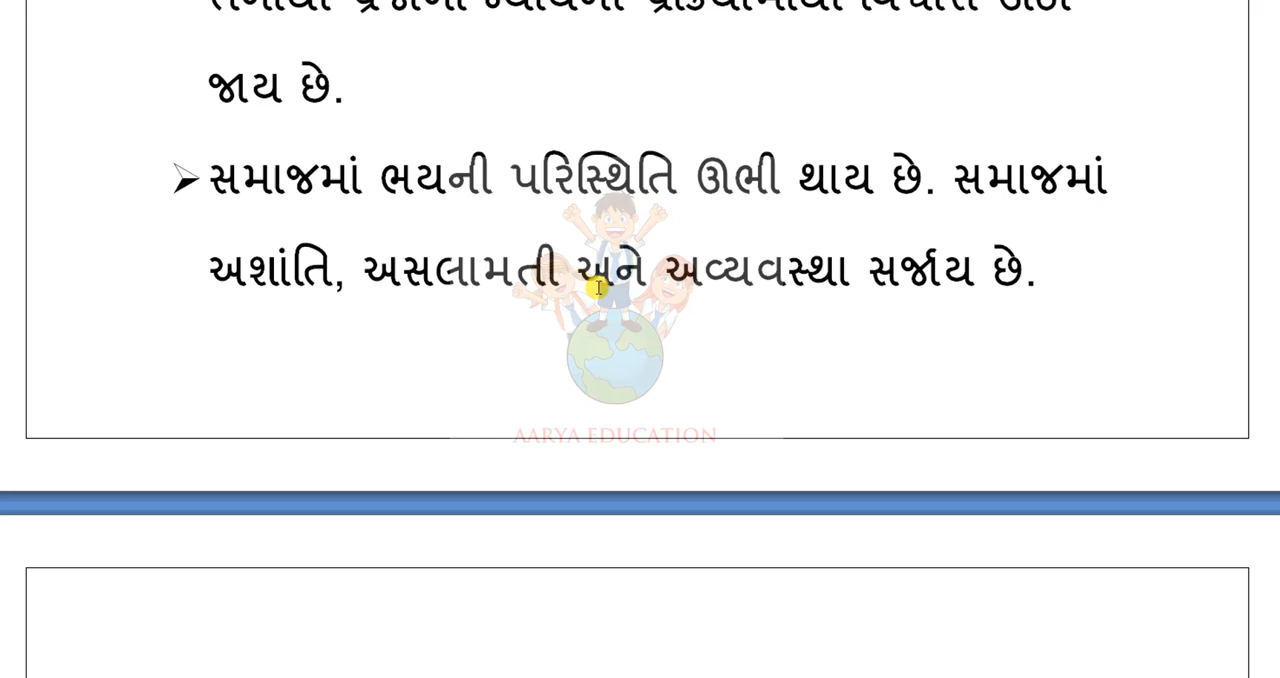 જાય છે.
➢ સમાજમાં ભયની પરિસ્થિતિ ઊભી થાય છે. સમાજમાં
અશાંતિ, અસલામતી અને અવ્યવસ્થા સર્જાય છે.
AARYA EDUCATION